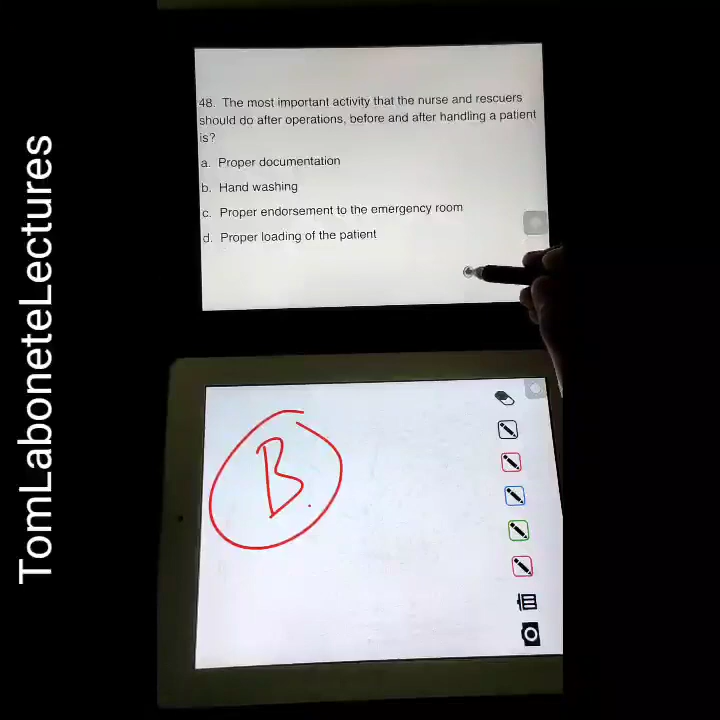 TomLaboneteLectures
48. The most important activity that the nurse and rescuers
should do after operations, before and after handling a patient
is?
a. Proper documentation
b. Hand washing
c. Proper endorsement to the emergency room
d. Proper loading of the patient
B.